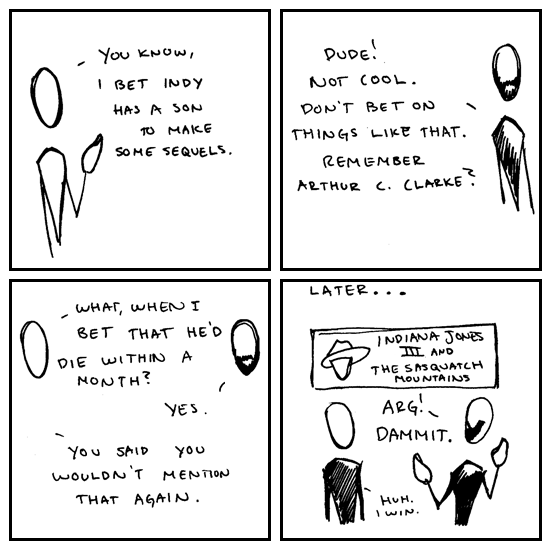 YOU KNOW,
I BET INDY
HAS A SON
TO MAKE
SOME SEQUELS.
DUDE!
NOT COOL.
DON'T BET ON
THINGS LIKE THAT.
REMEMBER
ARTHUR C. CLARKE?
WHAT, WHEN I
BET THAT HE'D
DIE WITHIN A
MONTH?
YES.
YOU SAID YOU
WOULDN'T MENTION
THAT AGAIN.
LATER...
INDIANA JONES
III AND
THE SASQUATCH
MOUNTAINS
ARG!
DAMMIT.
HUH.
I WIN.